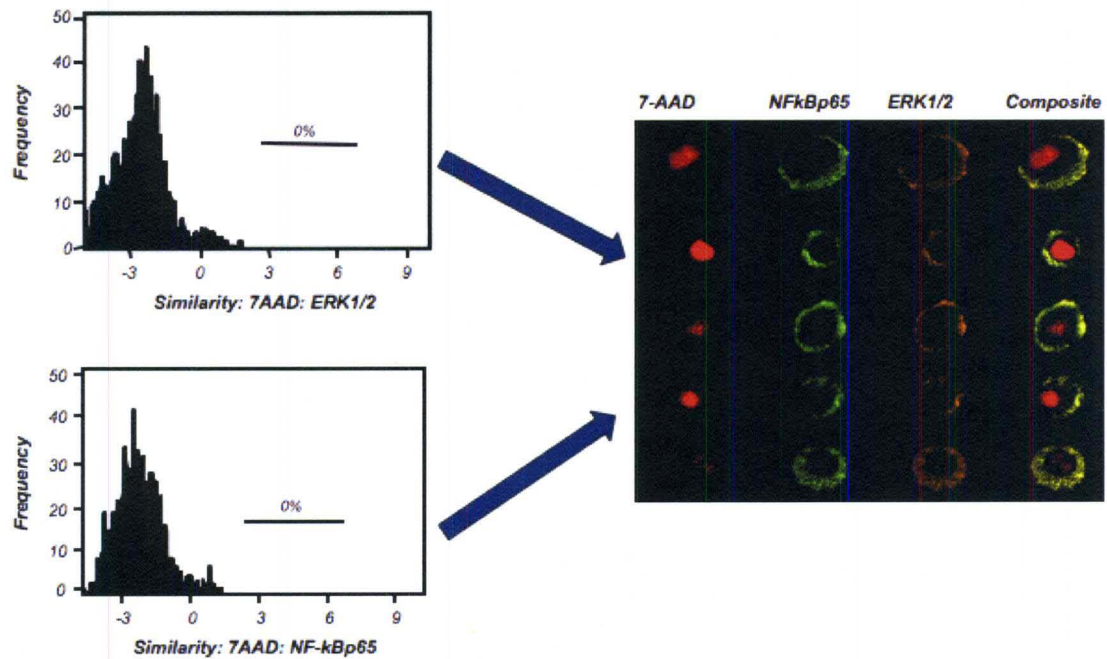 50
40
30
20
10
0
Frequency
0%
-3 0 3 6 9
Similarity: 7AAD: ERK1/2
50
40
30
20
10
0
Frequency
0%
-3 0 3 6 9
Similarity: 7AAD: NF-kBp65
7-AAD NFkBp65 ERK1/2 Composite